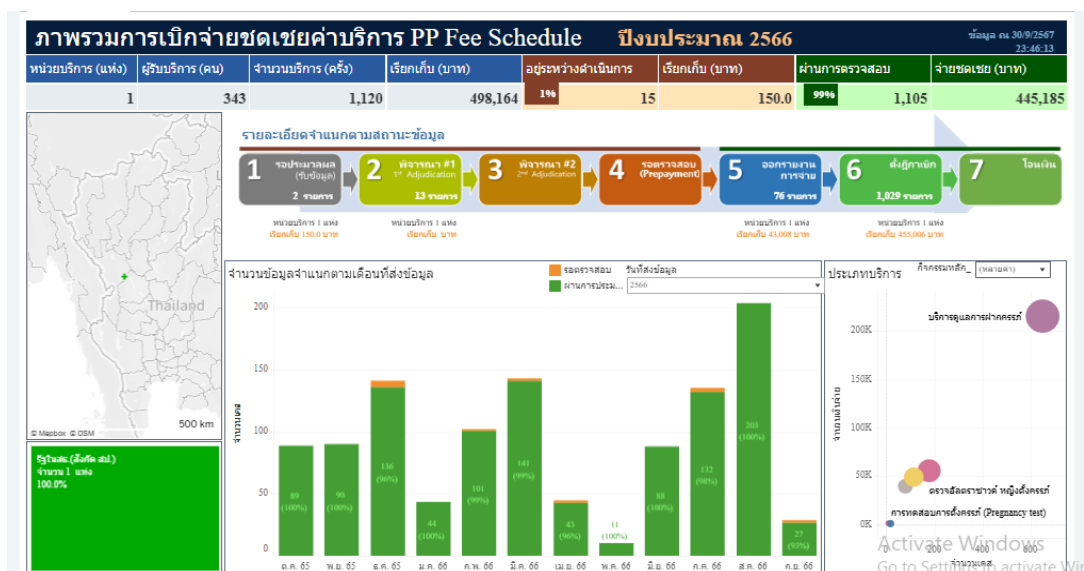 ภาพรวมการเบิกจ่ายชดเชยค่าบริการ PP Fee Schedule ปีงบประมาณ 2566
ข้อมูล ณ 30/9/2567
23:46:13
หน่วยบริการ (แห่ง) ผู้รับบริการ (คน) จำนวนบริการ (ครั้ง) เรียกเก็บ (บาท) อยู่ระหว่างดำเนินการ เรียกเก็บ (บาท) ผ่านการตรวจสอบ จ่ายชดเชย (บาท)
1 343 1,120 498,164 1% 15 150.0 99% 1,105 445,185
รายละเอียดจำแนกตามสถานะข้อมูล
1 รอประมวลผล
(รับข้อมูล)
2 รายการ
2 พิจารณา #1
1st Adjudication
13 รายการ
3 พิจารณา #2
2nd Adjudication
4 รอตรวจสอบ
(Prepayment)
5 ออกรายงาน
การจ่าย
76 รายการ
6 ตั้งฎีกาเบิก
1,029 รายการ
7 โอนเงิน
หน่วยบริการ 1 แห่ง
เรียกเก็บ 150.0 บาท
หน่วยบริการ 1 แห่ง
เรียกเก็บ บาท
หน่วยบริการ 1 แห่ง
เรียกเก็บ 43,008 บาท
หน่วยบริการ 1 แห่ง
เรียกเก็บ 455,006 บาท
Thailand
500 km
© Mapbox © OSM
รัฐในสธ.(สังกัด สป.)
จำนวน 1 แห่ง
100.0%
จำนวนข้อมูลจำแนกตามเดือนที่ส่งข้อมูล
รอตรวจสอบ
ผ่านการประม...
วันที่ส่งข้อมูล
2566
จำนวนเคส
200
150
100
50
0
89
(100%)
90
(100%)
136
(96%)
44
(100%)
101
(99%)
141
(99%)
43
(96%)
11
(100%)
88
(100%)
132
(98%)
203
(100%)
27
(93%)
ต.ค. 65 พ.ย. 65 ธ.ค. 65 ม.ค. 66 ก.พ. 66 มี.ค. 66 เม.ย. 66 พ.ค. 66 มิ.ย. 66 ก.ค. 66 ส.ค. 66 ก.ย. 66
ประเภทบริการ
กิจกรรมหลัก_ (หลายค่า)
จำนวนเงินจ่าย
200K
150K
100K
50K
0K
บริการดูแลการฝากครรภ์
ตรวจอัลตราซาวด์ หญิงตั้งครรภ์
การทดสอบการตั้งครรภ์ (Pregnancy test)
0 200 400 600
จำนวนเคส
Activate Windows
Go to Settings to activate Win